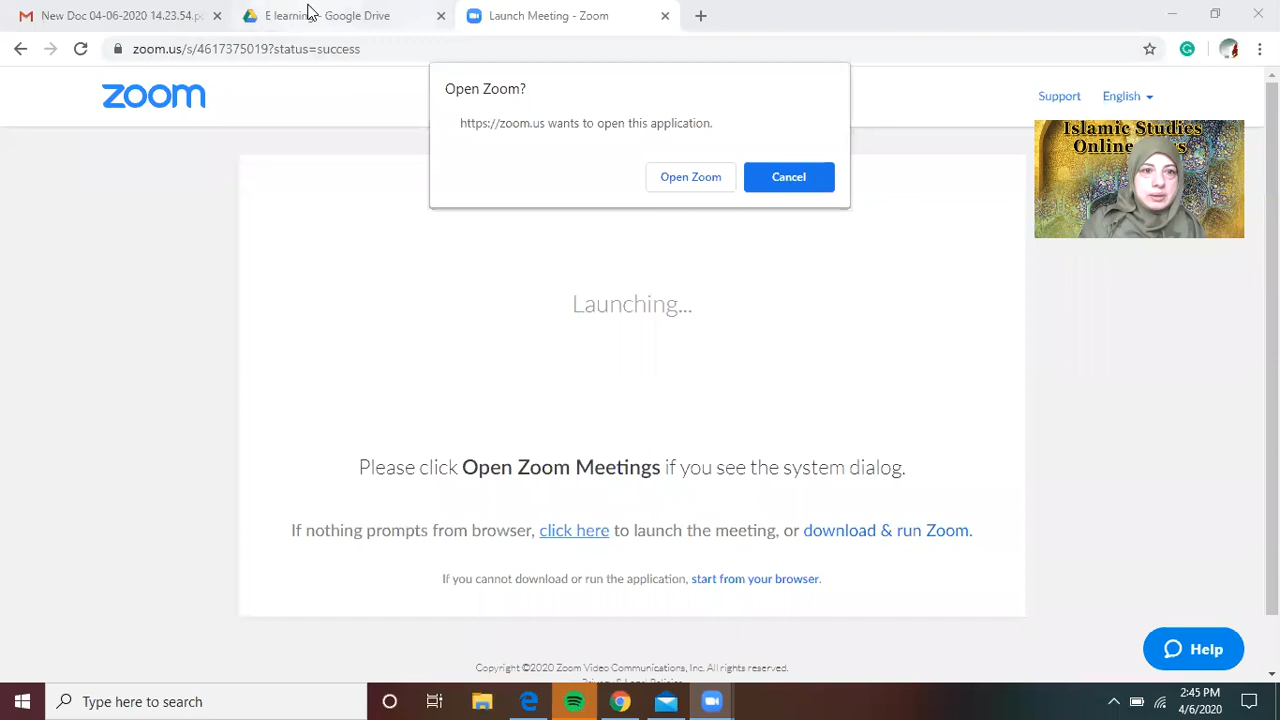 New Doc 04-06-2020 14.23.54.pc
E learning - Google Drive
Launch Meeting - Zoom
zoom.us/s/4617375019?status=success
zoom
Support
English
Open Zoom?
https://zoom.us wants to open this application.
Open Zoom
Cancel
Islamic Studies
Online
Launching...
Please click Open Zoom Meetings if you see the system dialog.
If nothing prompts from browser, click here to launch the meeting, or download & run Zoom.
If you cannot download or run the application, start from your browser.
Help
Copyright ©2020 Zoom Video Communications, Inc. All rights reserved.
Type here to search
2:45 PM
4/6/2020